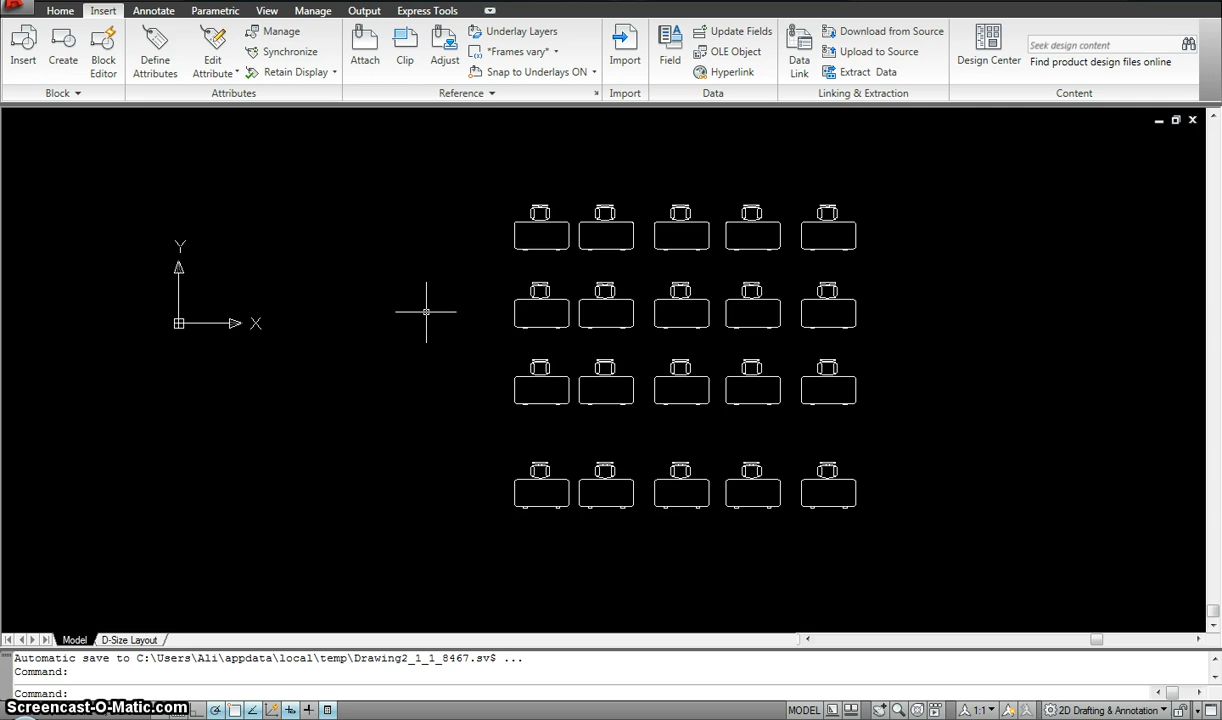 Home Insert Annotate Parametric View Manage Output Express Tools
Insert Create Block Editor Define Attributes Edit Attribute Manage Synchronize Retain Display Attach Clip Adjust Underlay Layers *Frames vary* Snap to Underlays ON Import Field Update Fields OLE Object Hyperlink Data Link Download from Source Upload to Source Extract Data Design Center Seek design content Find product design files online
Block Attributes Reference Import Data Linking & Extraction Content
Y
X
Model D-Size Layout
Automatic save to C:\Users\Ali\appdata\local\temp\Drawing2_1_1_8467.sv$ ...
Command:
Command:
Screencast-O-Matic.com MODEL 1:1 2D Drafting & Annotation